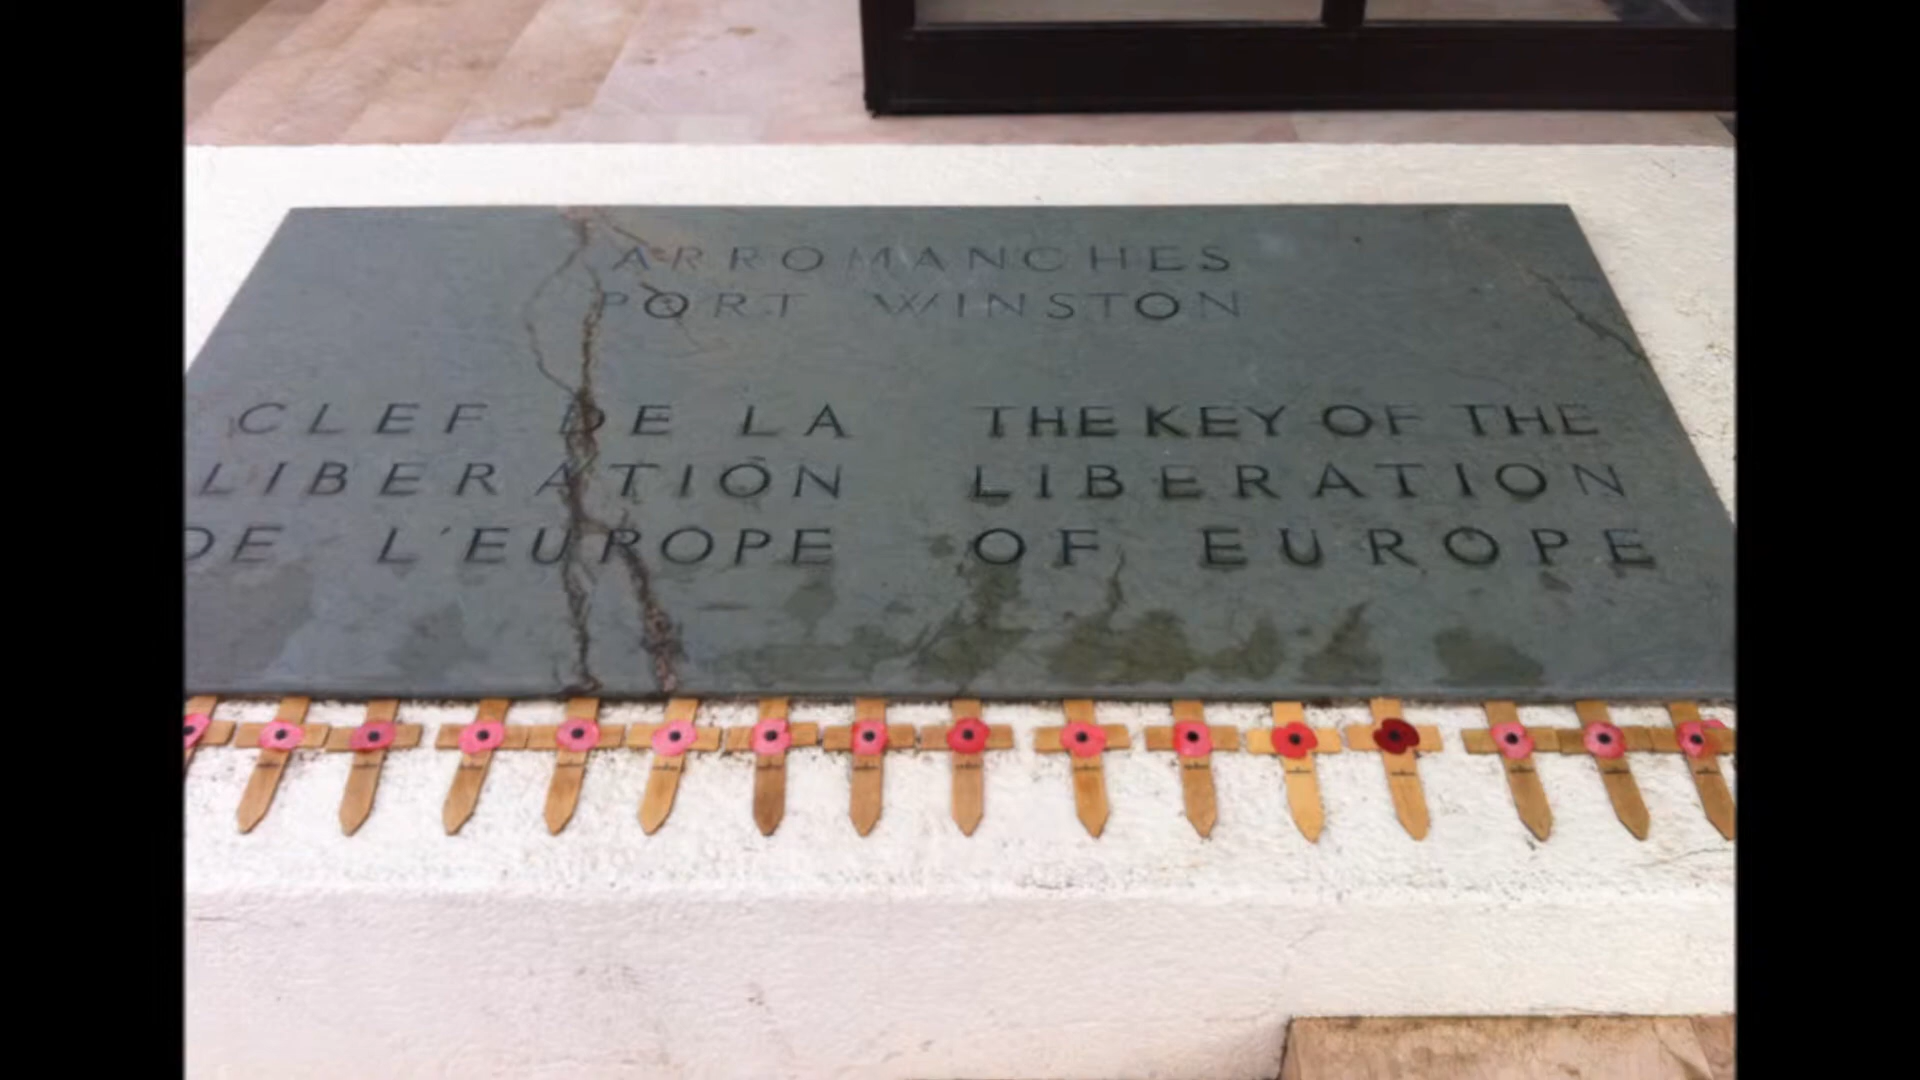 ARROMANCHES
PORT WINSTON
CLEF DE LA
LIBERATION
DE L'EUROPE
THE KEY OF THE
LIBERATION
OF EUROPE